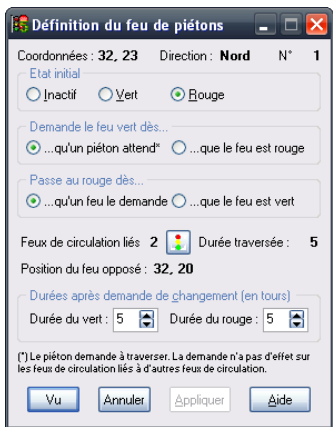 Définition du feu de piétons
Coordonnées : 32, 23 Direction : Nord N° 1
Etat initial
Inactif Vert Rouge
Demande le feu vert dès...
...qu'un piéton attend* ...que le feu est rouge
Passe au rouge dès...
...qu'un feu le demande ...que le feu est vert
Feux de circulation liés 2 Durée traversée : 5
Position du feu opposé : 32, 20
Durées après demande de changement (en tours)
Durée du vert : 5 Durée du rouge : 5
(*) Le piéton demande à traverser. La demande n'a pas d'effet sur
les feux de circulation liés à d'autres feux de circulation.
Vu Annuler Appliquer Aide